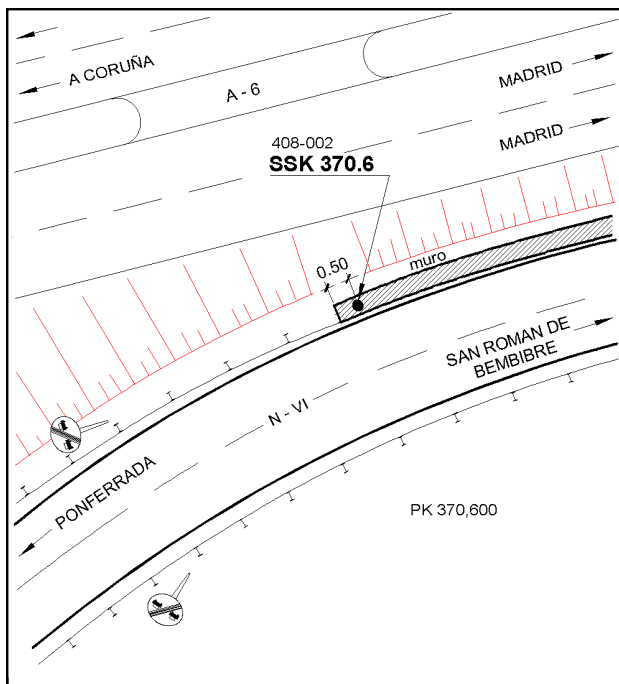 A CORUÑA
A - 6
MADRID
MADRID
408-002
SSK 370.6
0.50
muro
SAN ROMAN DE
BEMBIBRE
N - VI
PONFERRADA
PK 370,600